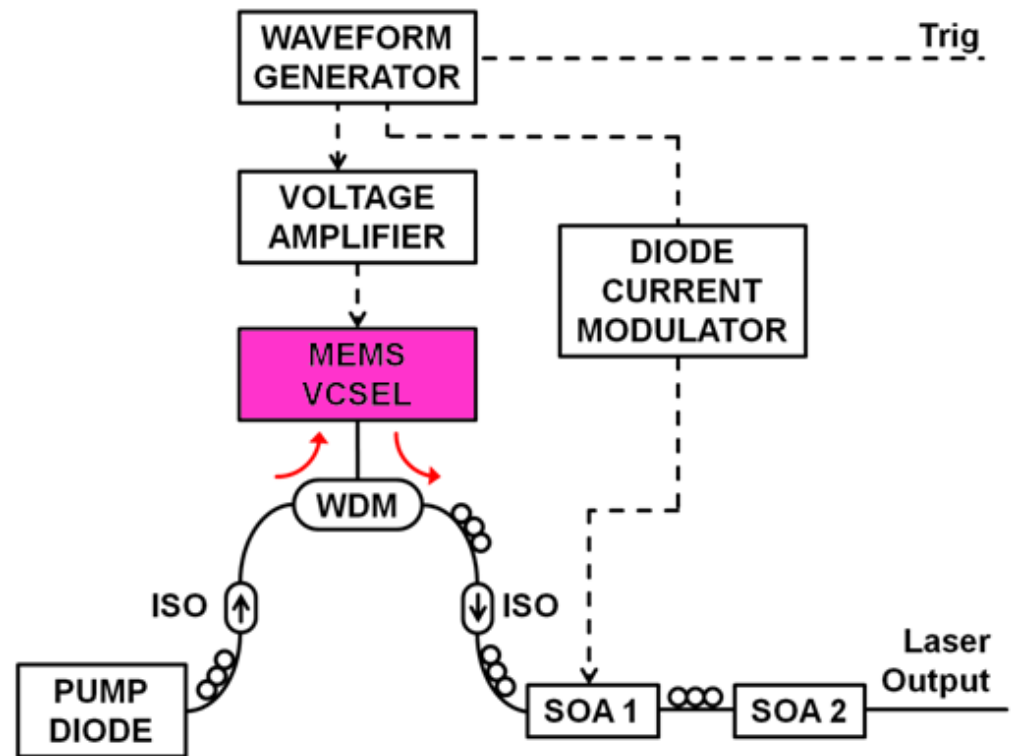 WAVEFORM
GENERATOR
Trig
VOLTAGE
AMPLIFIER
DIODE
CURRENT
MODULATOR
MEMS
VCSEL
WDM
ISO
ISO
PUMP
DIODE
SOA 1
SOA 2
Laser
Output